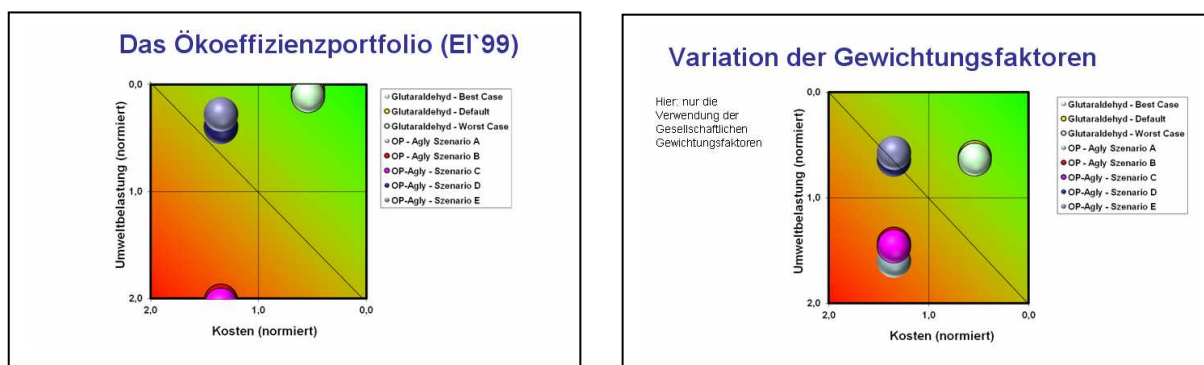 Das Ökoeffizienzportfolio (EI`99)
0,0
1,0
2,0
Umweltbelastung (normiert)
2,0
1,0
0,0
Kosten (normiert)
Glutaraldehyd - Best Case
Glutaraldehyd - Default
Glutaraldehyd - Worst Case
OP - Agly Szenario A
OP - Agly Szenario B
OP-Agly - Szenario C
OP-Agly - Szenario D
OP-Agly - Szenario E
Variation der Gewichtungsfaktoren
Hier: nur die
Verwendung der
Gesellschaftlichen
Gewichtungsfaktoren
0,0
1,0
2,0
Umweltbelastung (normiert)
2,0
1,0
0,0
Kosten (normiert)
Glutaraldehyd - Best Case
Glutaraldehyd - Default
Glutaraldehyd - Worst Case
OP - Agly Szenario A
OP - Agly Szenario B
OP-Agly - Szenario C
OP-Agly - Szenario D
OP-Agly - Szenario E